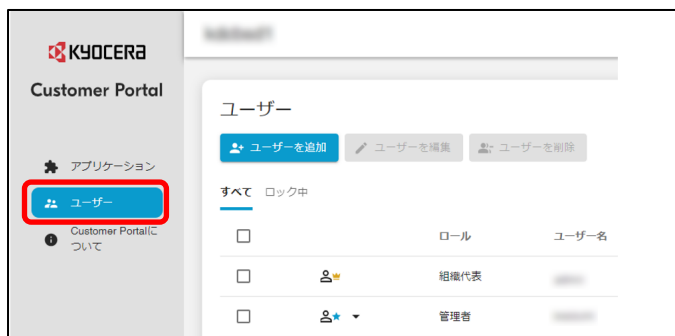 KYOCERA
Customer Portal
アプリケーション
ユーザー
Customer Portalに
ついて
ユーザー
ユーザーを追加 ユーザーを編集 ユーザーを削除
すべて ロック中
ロール ユーザー名
組織代表
管理者